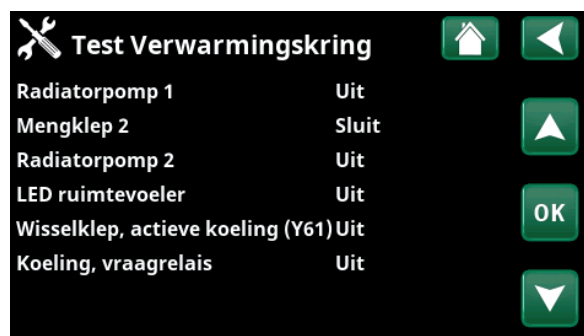 Test Verwarmingskring
Radiatorpomp 1 Uit
Mengklep 2 Sluit
Radiatorpomp 2 Uit
LED ruimtevoeler Uit
Wisselklep, actieve koeling (Y61) Uit
Koeling, vraagrelais Uit
OK